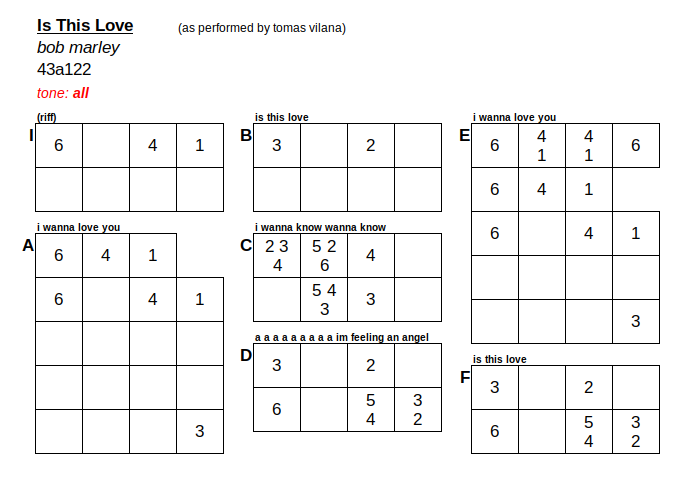 Is This Love
(as performed by tomas vilana)
bob marley
43a122
tone: all
(riff)
I
6 4 1
i wanna love you
A
6 4 1
6 4 1
3
is this love
B
3 2
i wanna know wanna know
C
2 3 5 2 4
4 6
5 4 3
3
a a a a a a a a a im feeling an angel
D
3 2
6 5 3
4 2
i wanna love you
E
6 4 4 6
1 1
6 4 1
6 4 1
3
is this love
F
3 2
6 5 3
4 2